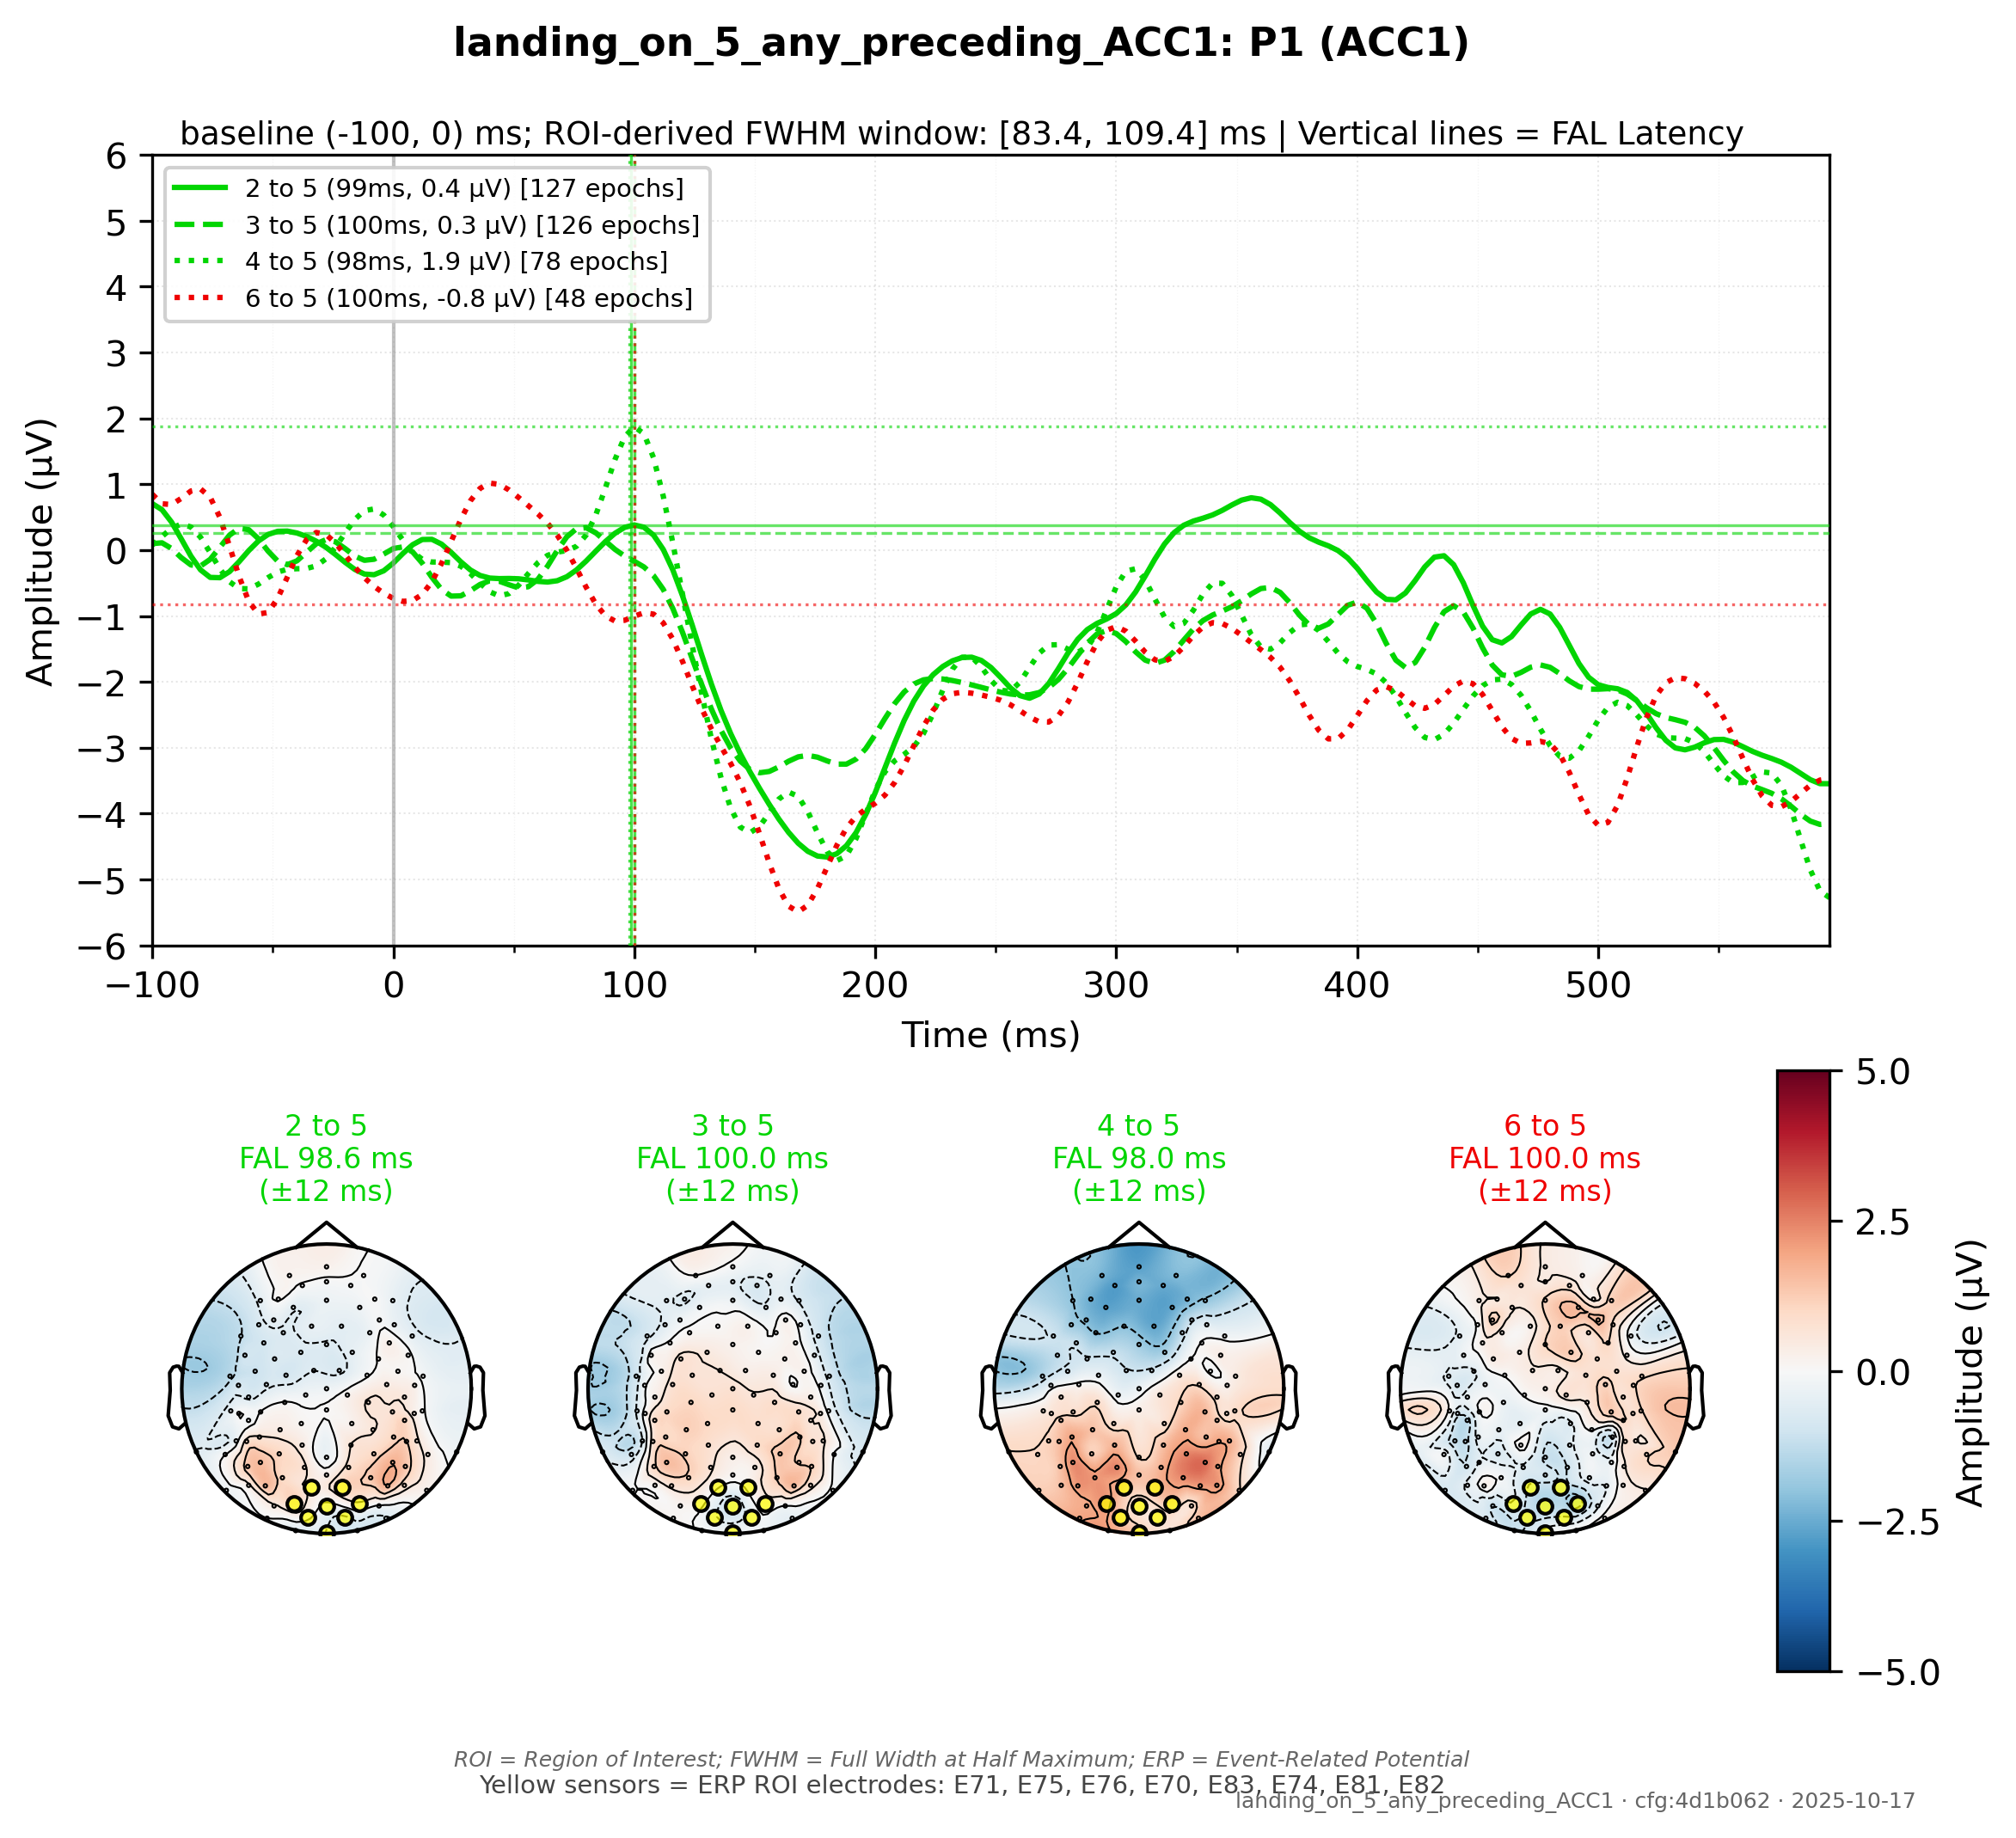 landing_on_5_any_preceding_ACC1: P1 (ACC1)
baseline (-100, 0) ms; ROI-derived FWHM window: [83.4, 109.4] ms | Vertical lines = FAL Latency
2 to 5 (99ms, 0.4 µV) [127 epochs]
3 to 5 (100ms, 0.3 µV) [126 epochs]
4 to 5 (98ms, 1.9 µV) [78 epochs]
6 to 5 (100ms, -0.8 µV) [48 epochs]
Amplitude (µV)
6
5
4
3
2
1
0
−1
−2
−3
−4
−5
−6
−100 0 100 200 300 400 500
Time (ms)
2 to 5
FAL 98.6 ms
(±12 ms)
3 to 5
FAL 100.0 ms
(±12 ms)
4 to 5
FAL 98.0 ms
(±12 ms)
6 to 5
FAL 100.0 ms
(±12 ms)
5.0
2.5
0.0
−2.5
−5.0
Amplitude (µV)
ROI = Region of Interest; FWHM = Full Width at Half Maximum; ERP = Event-Related Potential
Yellow sensors = ERP ROI electrodes: E71, E75, E76, E70, E83, E74, E81, E82
landing_on_5_any_preceding_ACC1 · cfg:4d1b062 · 2025-10-17